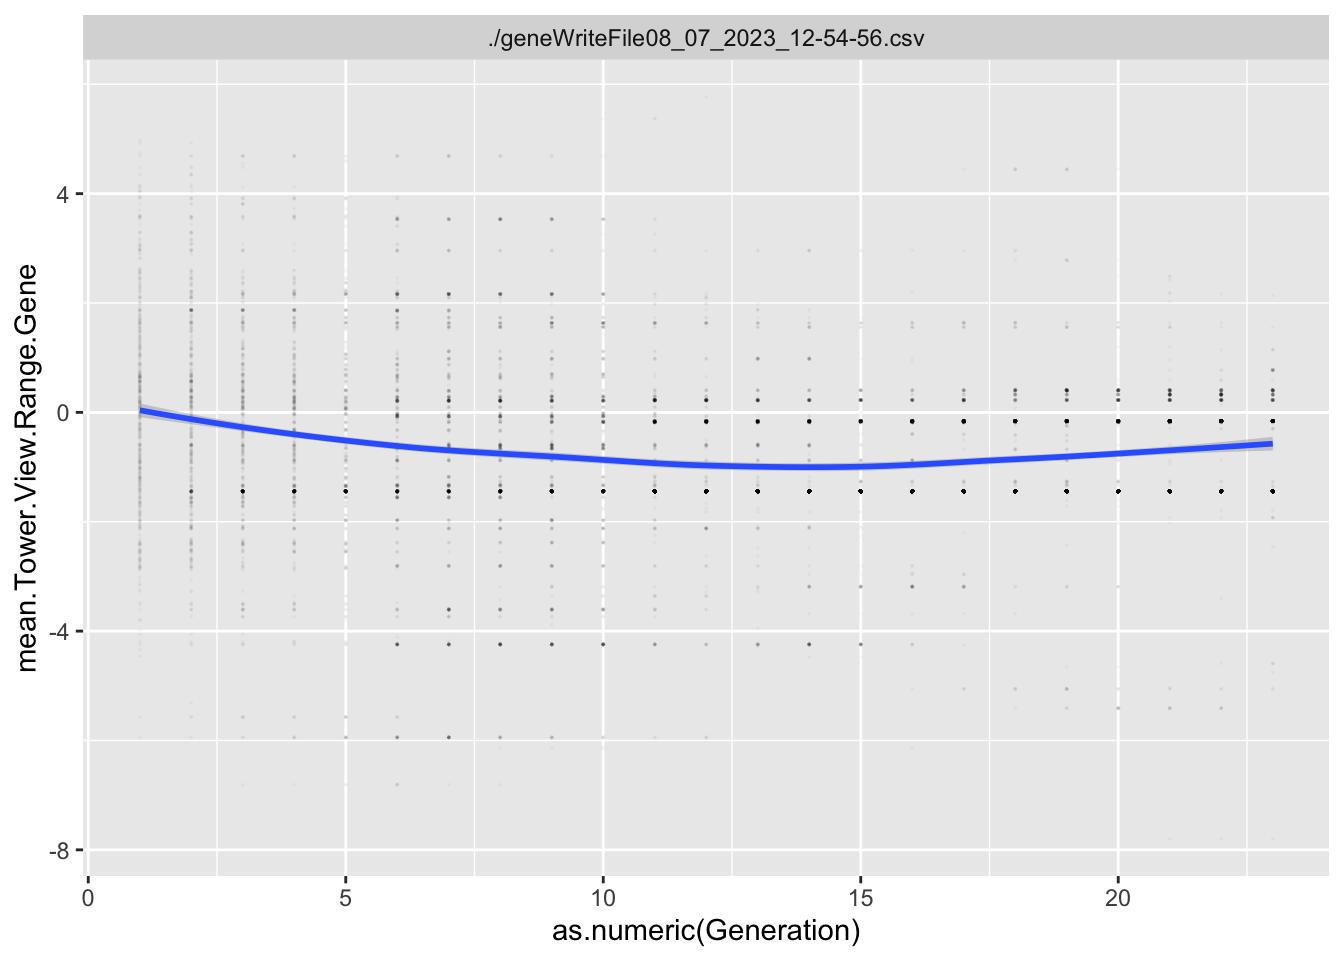 ./geneWriteFile08_07_2023_12-54-56.csv
mean.Tower.View.Range.Gene
4
0
-4
-8
0 5 10 15 20
as.numeric(Generation)